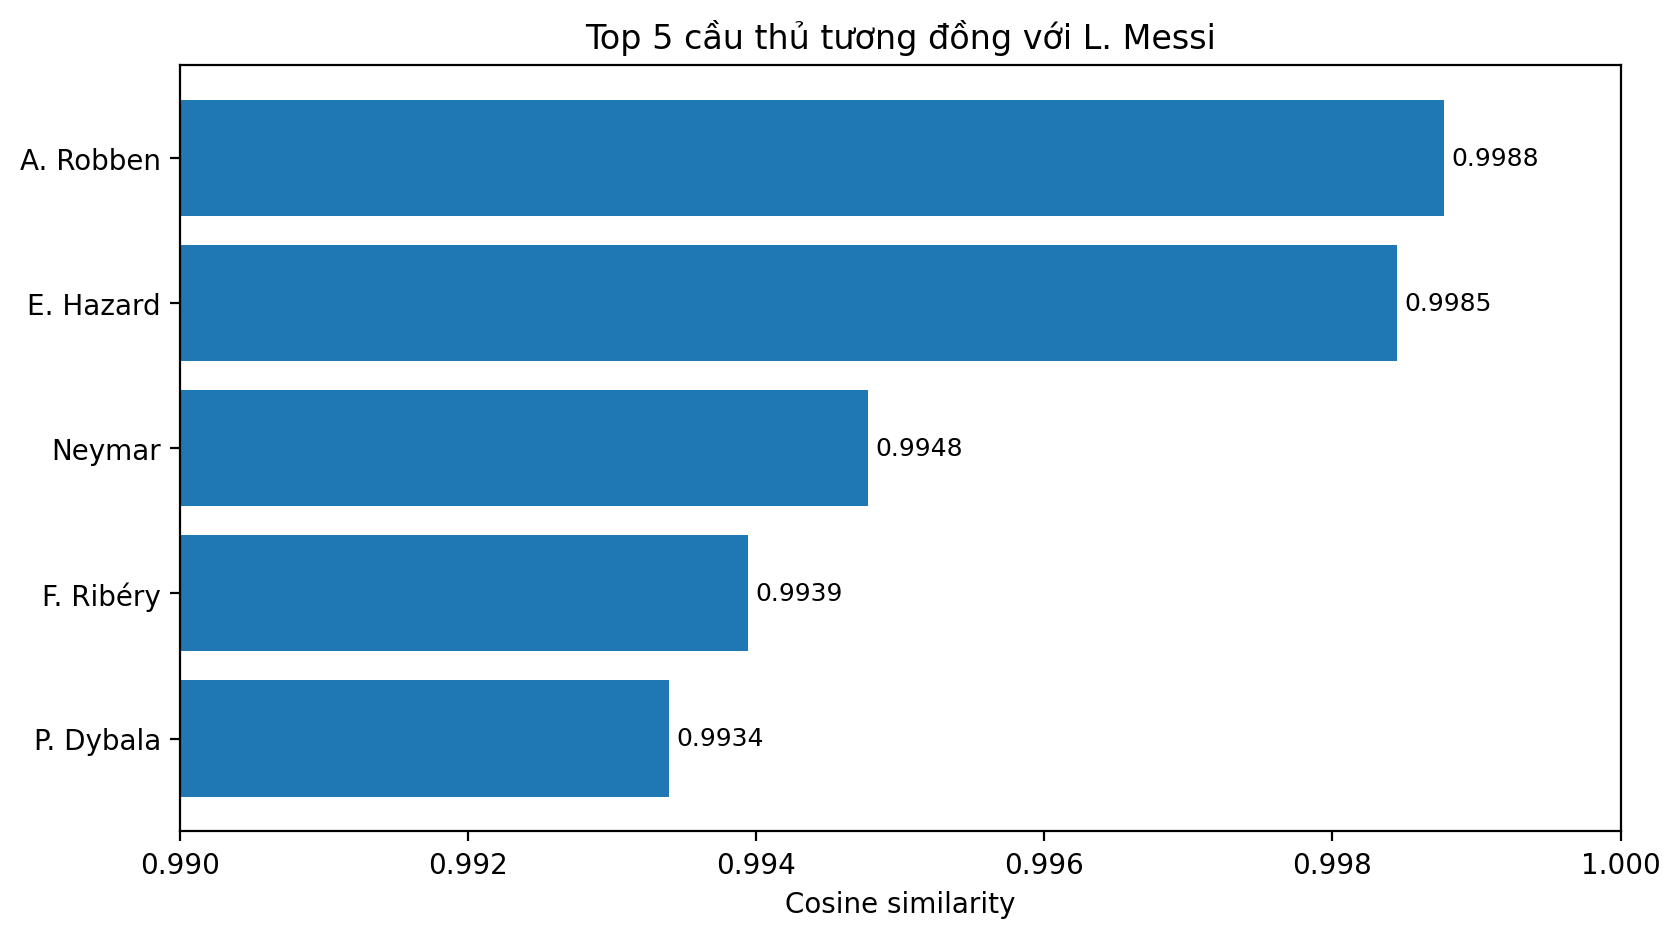 Top 5 cầu thủ tương đồng với L. Messi
A. Robben
0.9988
E. Hazard
0.9985
Neymar
0.9948
F. Ribéry
0.9939
P. Dybala
0.9934
0.990
0.992
0.994
0.996
0.998
1.000
Cosine similarity